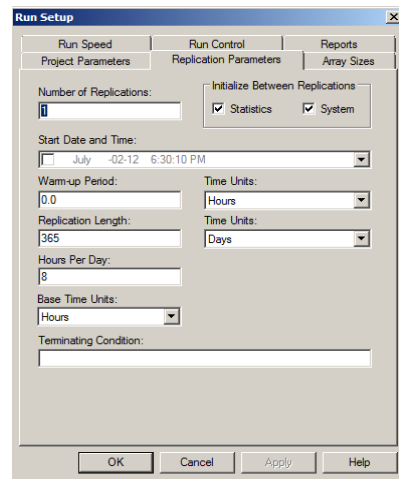 Run Setup
Run Speed Run Control Reports
Project Parameters Replication Parameters Array Sizes
Number of Replications:
1
Initialize Between Replications
Statistics System
Start Date and Time:
July -02-12 6:30:10 PM
Warm-up Period: Time Units:
0.0 Hours
Replication Length: Time Units:
365 Days
Hours Per Day:
8
Base Time Units:
Hours
Terminating Condition:
OK Cancel Apply Help